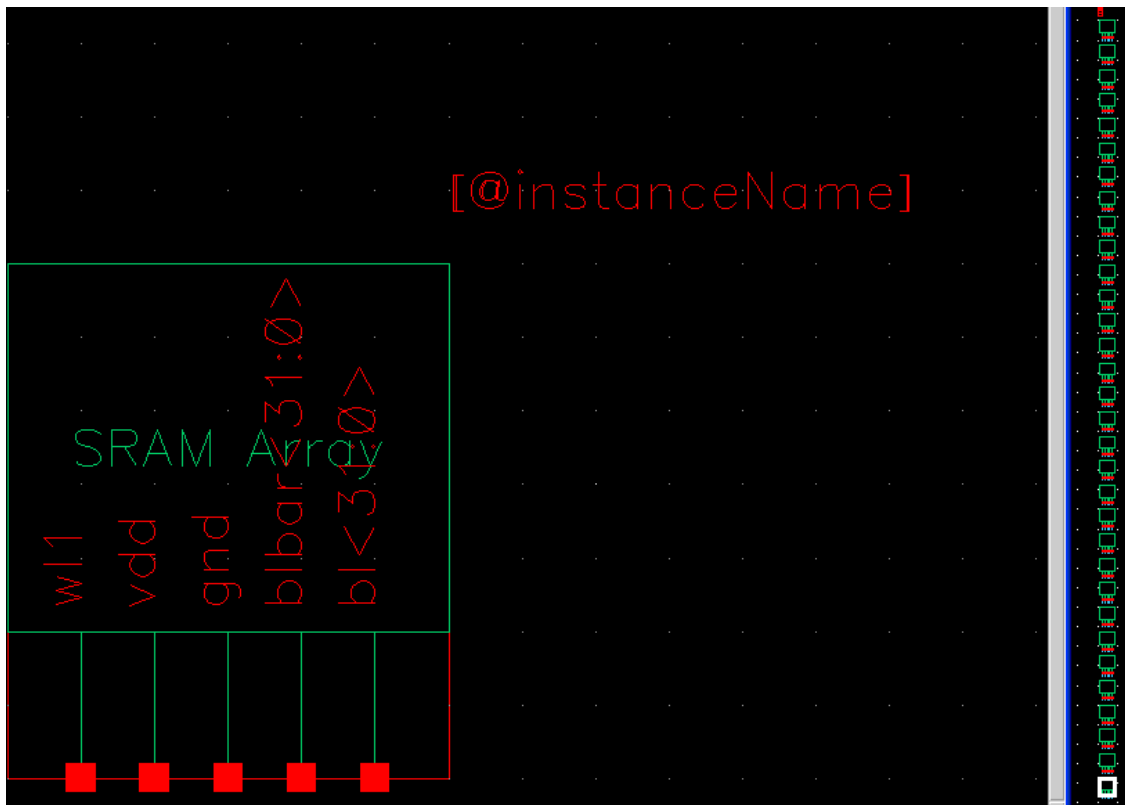 [@instanceName]
SRAM Array
wl1
vdd
gnd
blbar<31:0>
bl<31:0>